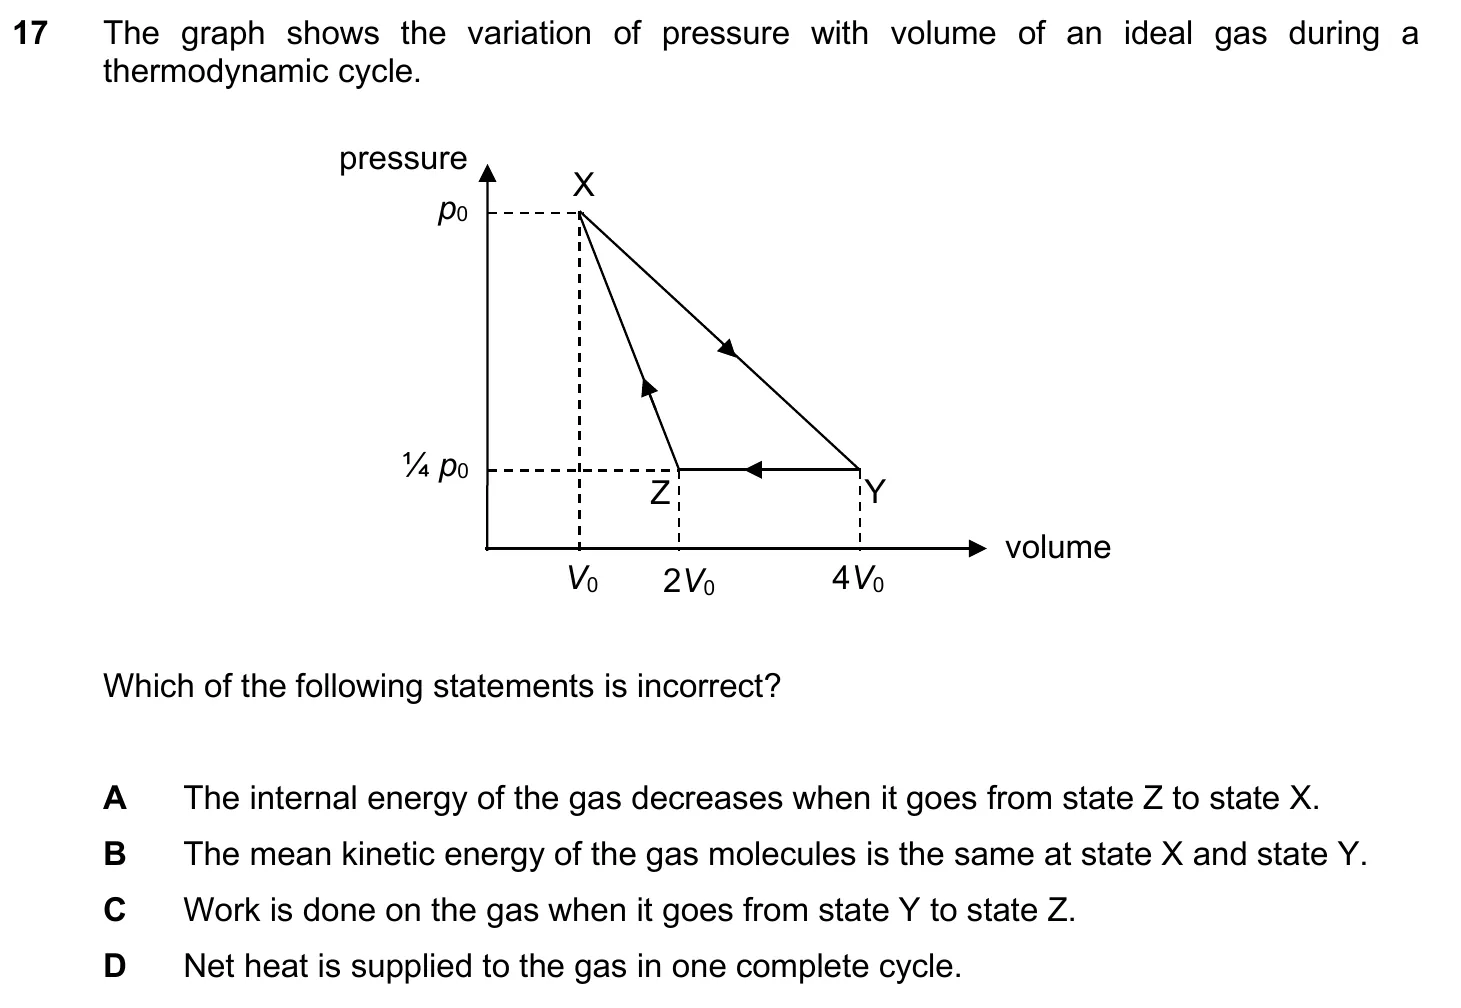 17 The graph shows the variation of pressure with volume of an ideal gas during a
thermodynamic cycle.
pressure
X
p0
¼ p0
Z
Y
volume
V0
2V0
4V0
Which of the following statements is incorrect?
A The internal energy of the gas decreases when it goes from state Z to state X.
B The mean kinetic energy of the gas molecules is the same at state X and state Y.
C Work is done on the gas when it goes from state Y to state Z.
D Net heat is supplied to the gas in one complete cycle.